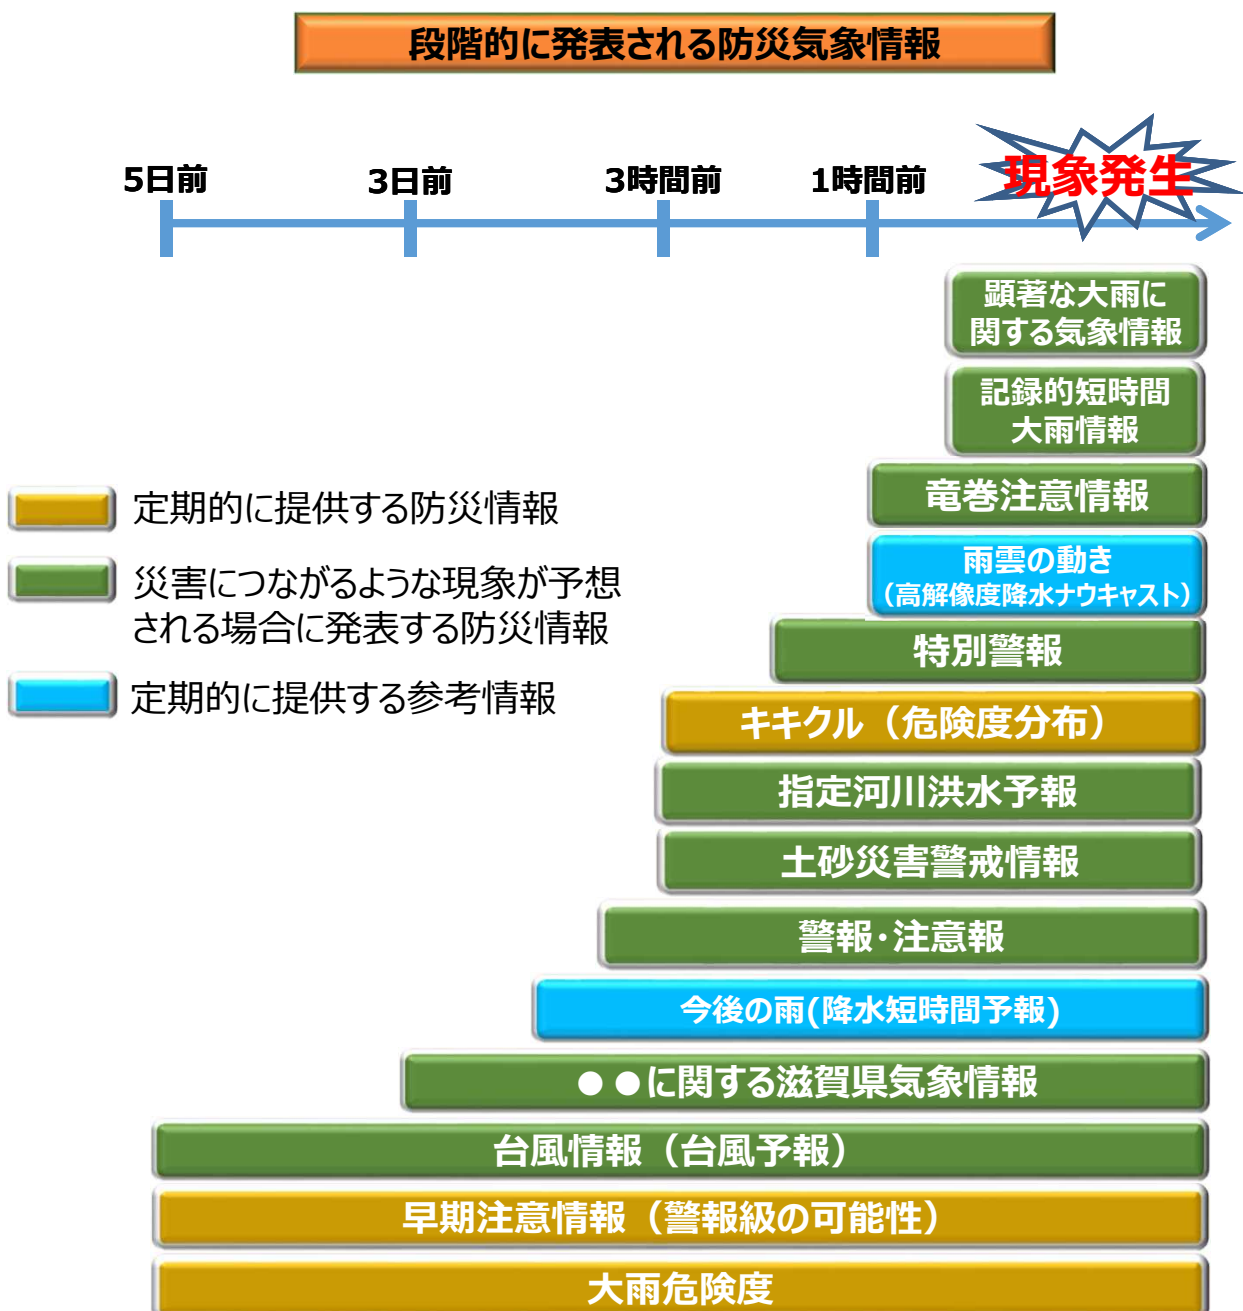 段階的に発表される防災気象情報
5日前
3日前
3時間前
1時間前
現象発生
顕著な大雨に
関する気象情報
記録的短時間
大雨情報
竜巻注意情報
雨雲の動き
（高解像度降水ナウキャスト）
特別警報
キキクル（危険度分布）
指定河川洪水予報
土砂災害警戒情報
警報・注意報
今後の雨(降水短時間予報)
●●に関する滋賀県気象情報
台風情報（台風予報）
早期注意情報（警報級の可能性）
大雨危険度
定期的に提供する防災情報
災害につながるような現象が予想
される場合に発表する防災情報
定期的に提供する参考情報